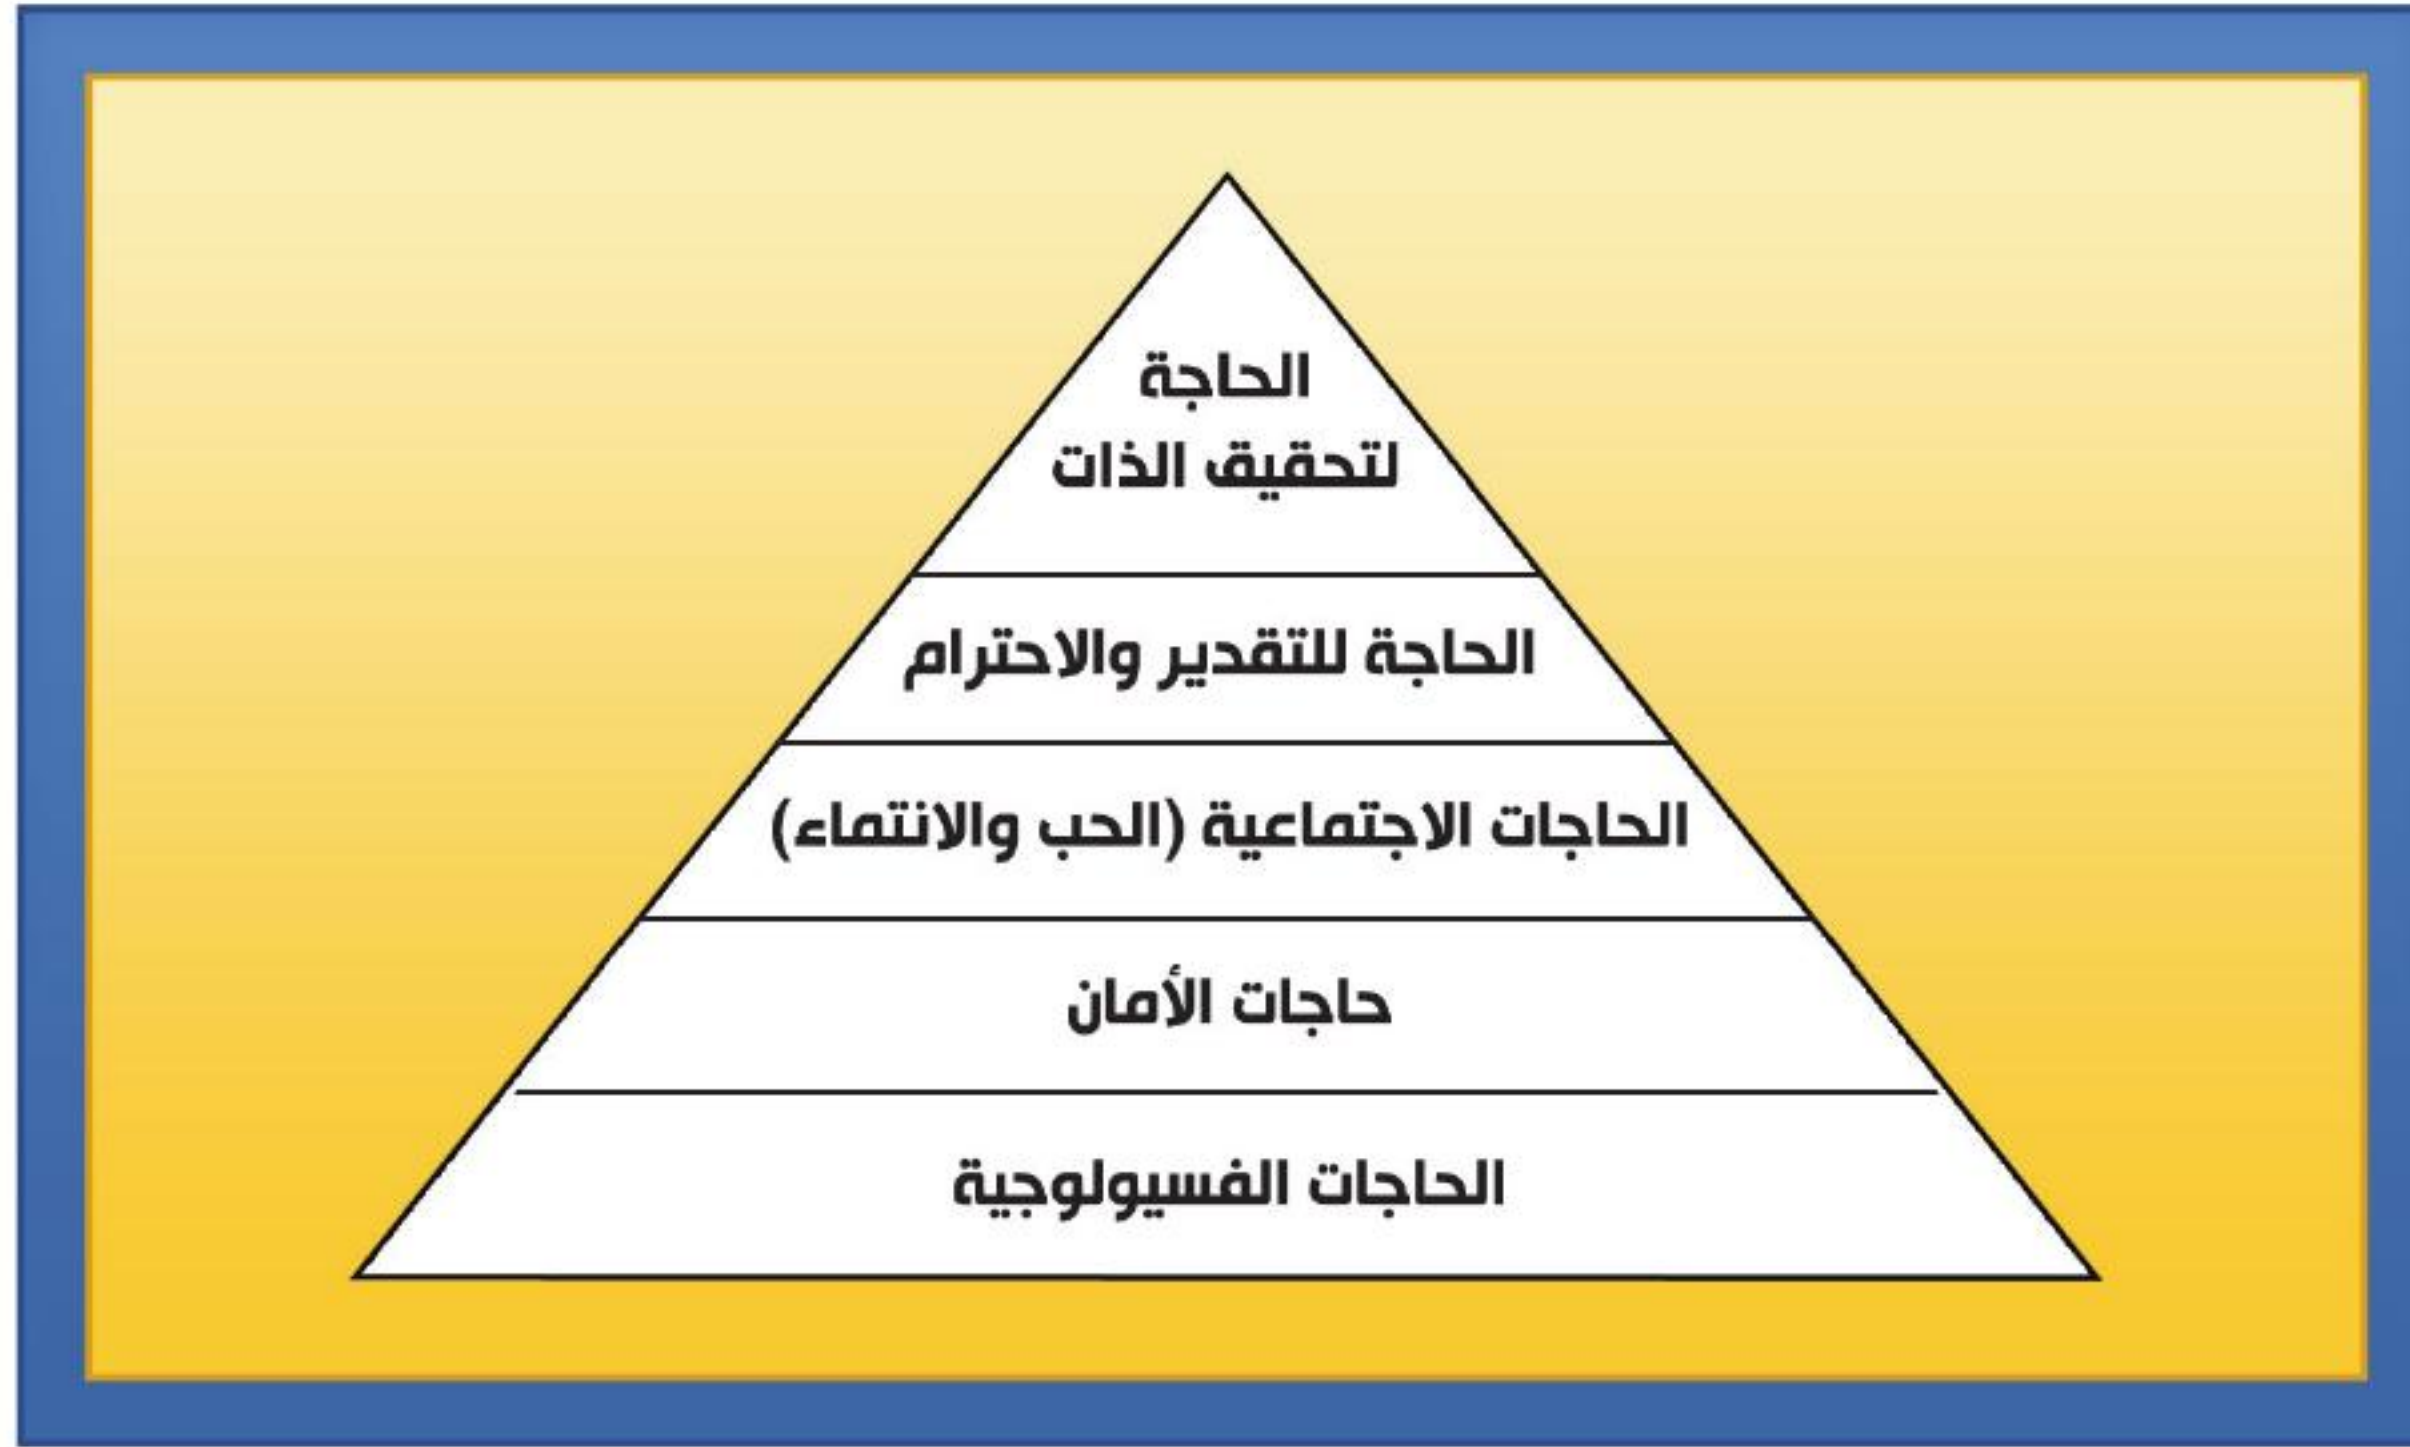 الحاجة
لتحقيق الذات
الحاجة للتقدير والاحترام
الحاجات الاجتماعية (الحب والانتماء)
حاجات الأمان
الحاجات الفسيولوجية